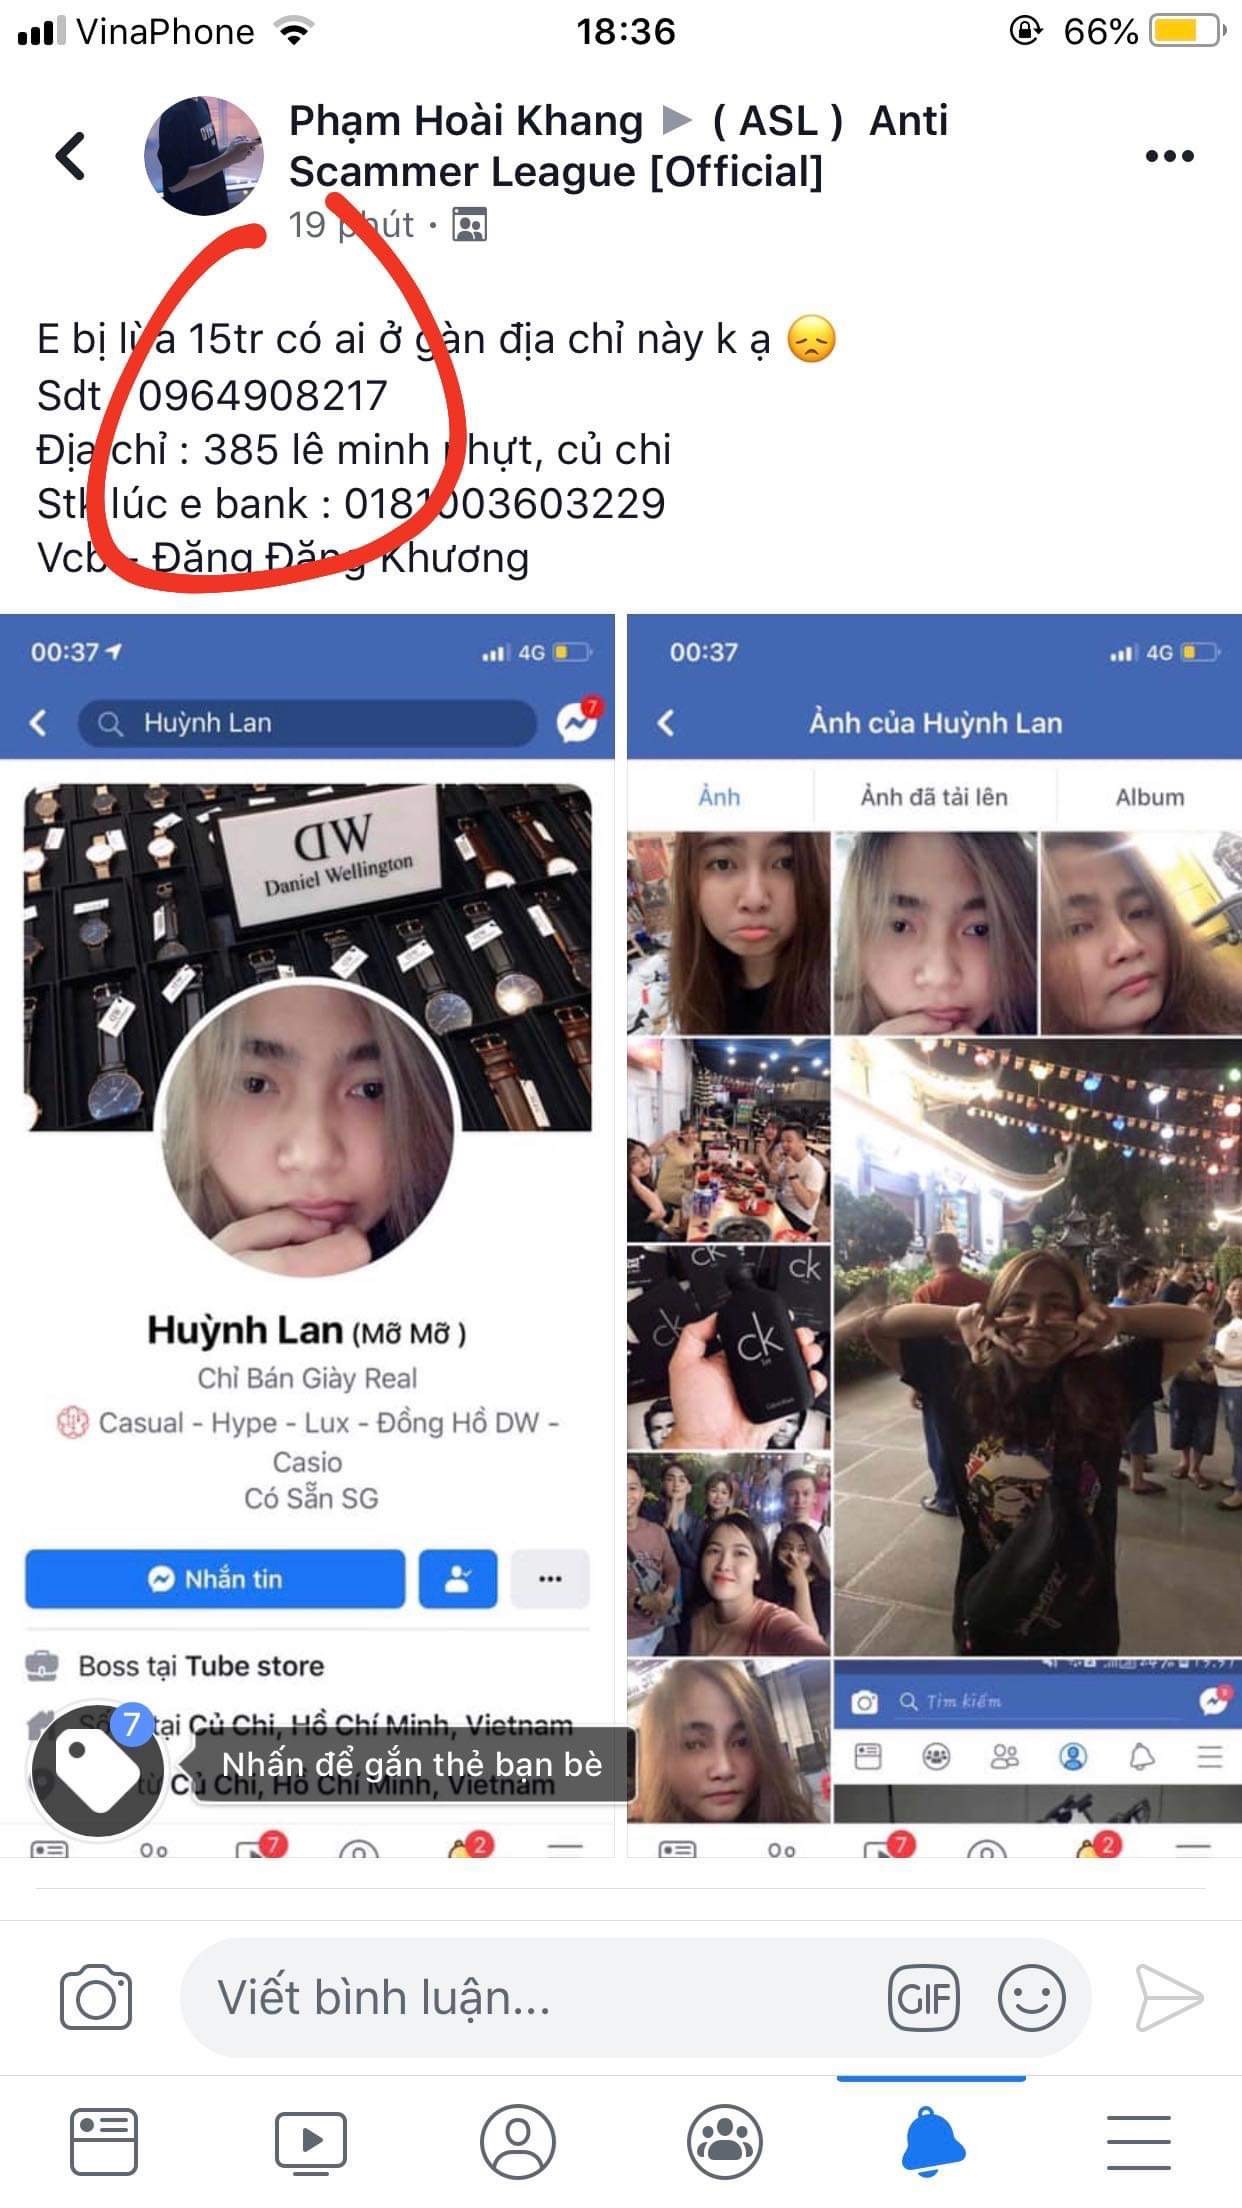 VinaPhone 18:36 66%
Phạm Hoài Khang ▶ ( ASL ) Anti
Scammer League [Official]
19 phút ·
E bị lừa 15tr có ai ở gần địa chỉ này k ạ 😞
Sdt : 0964908217
Địa chỉ : 385 lê minh nhựt, củ chi
Stk lúc e bank : 0181003603229
Vcb - Đăng Đăng Khương
00:37 4G
Huỳnh Lan
7
DW
Daniel Wellington
Huỳnh Lan (Mỡ Mỡ )
Chỉ Bán Giày Real
Casual - Hype - Lux - Đồng Hồ DW -
Casio
Có Sẵn SG
Nhắn tin
Boss tại Tube store
tại Củ Chi, Hồ Chí Minh, Vietnam
7
Nhấn để gắn thẻ bạn bè
từ Củ Chi, Hồ Chí Minh, Vietnam
7 2
00:37 4G
Ảnh của Huỳnh Lan
Ảnh Ảnh đã tải lên Album
ck
ck
ck
ck
Tìm kiếm
7 2
Viết bình luận...
GIF